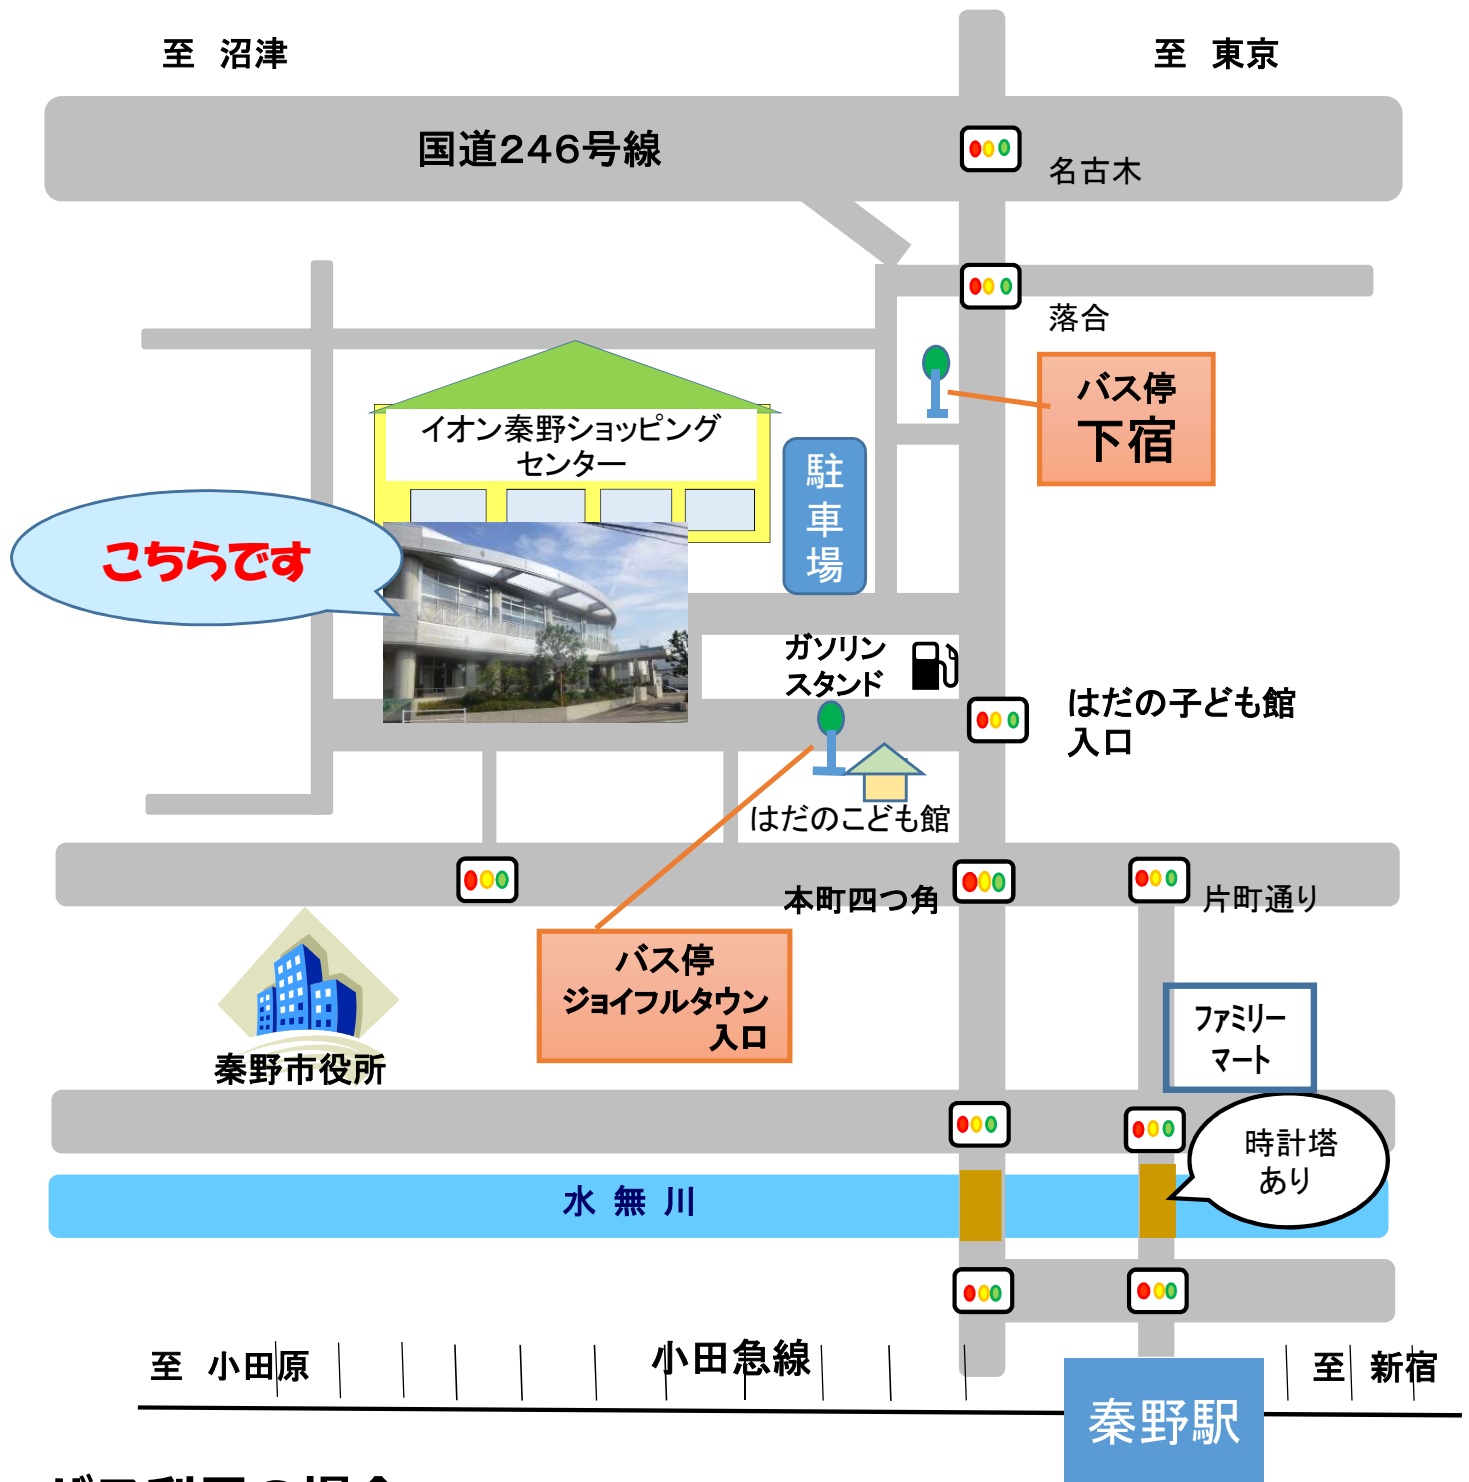 至 沼津
至 東京
国道246号線
名古木
落合
バス停
下宿
イオン秦野ショッピング
センター
駐
車
場
こちらです
ガソリン
スタンド
はだの子ども館
入口
はだのこども館
本町四つ角
片町通り
バス停
ジョイフルタウン
入口
秦野市役所
ファミリー
マート
時計塔
あり
水 無 川
小田急線
至 小田原
至 新宿
秦野駅